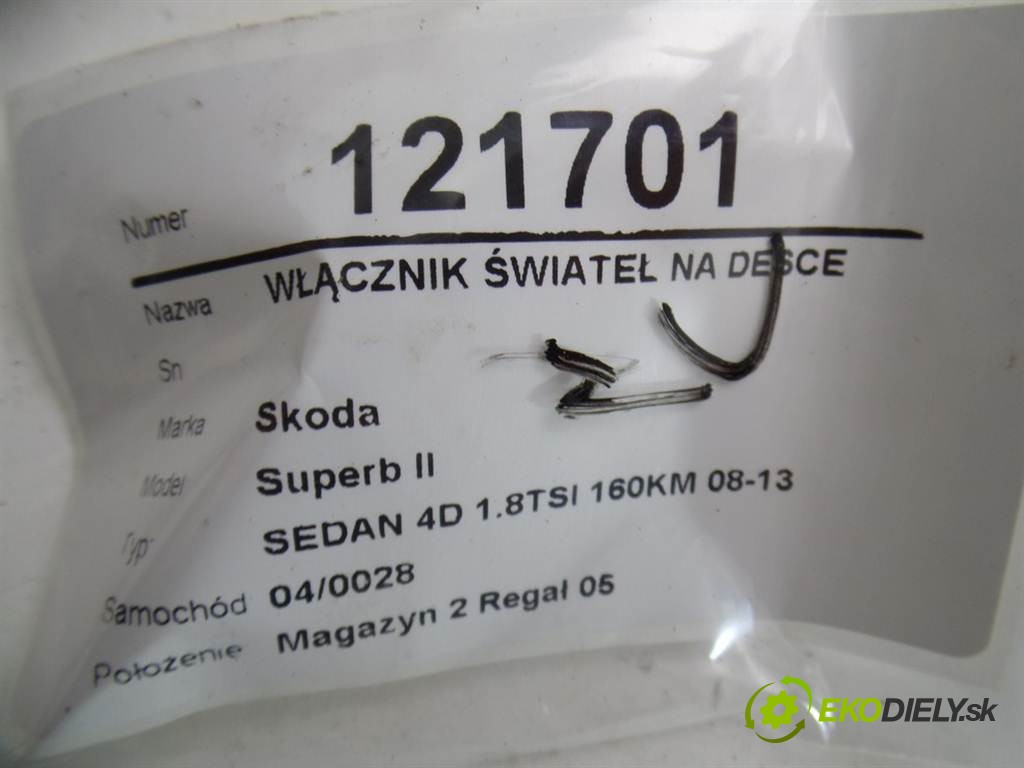 Numer 121701
Nazwa WŁĄCZNIK ŚWIATEŁ NA DESCE
Sn
Marka Skoda
Model Superb II
Typ SEDAN 4D 1.8TSI 160KM 08-13
Samochód 04/0028
Położenie Magazyn 2 Regał 05
EKODIELY.sk